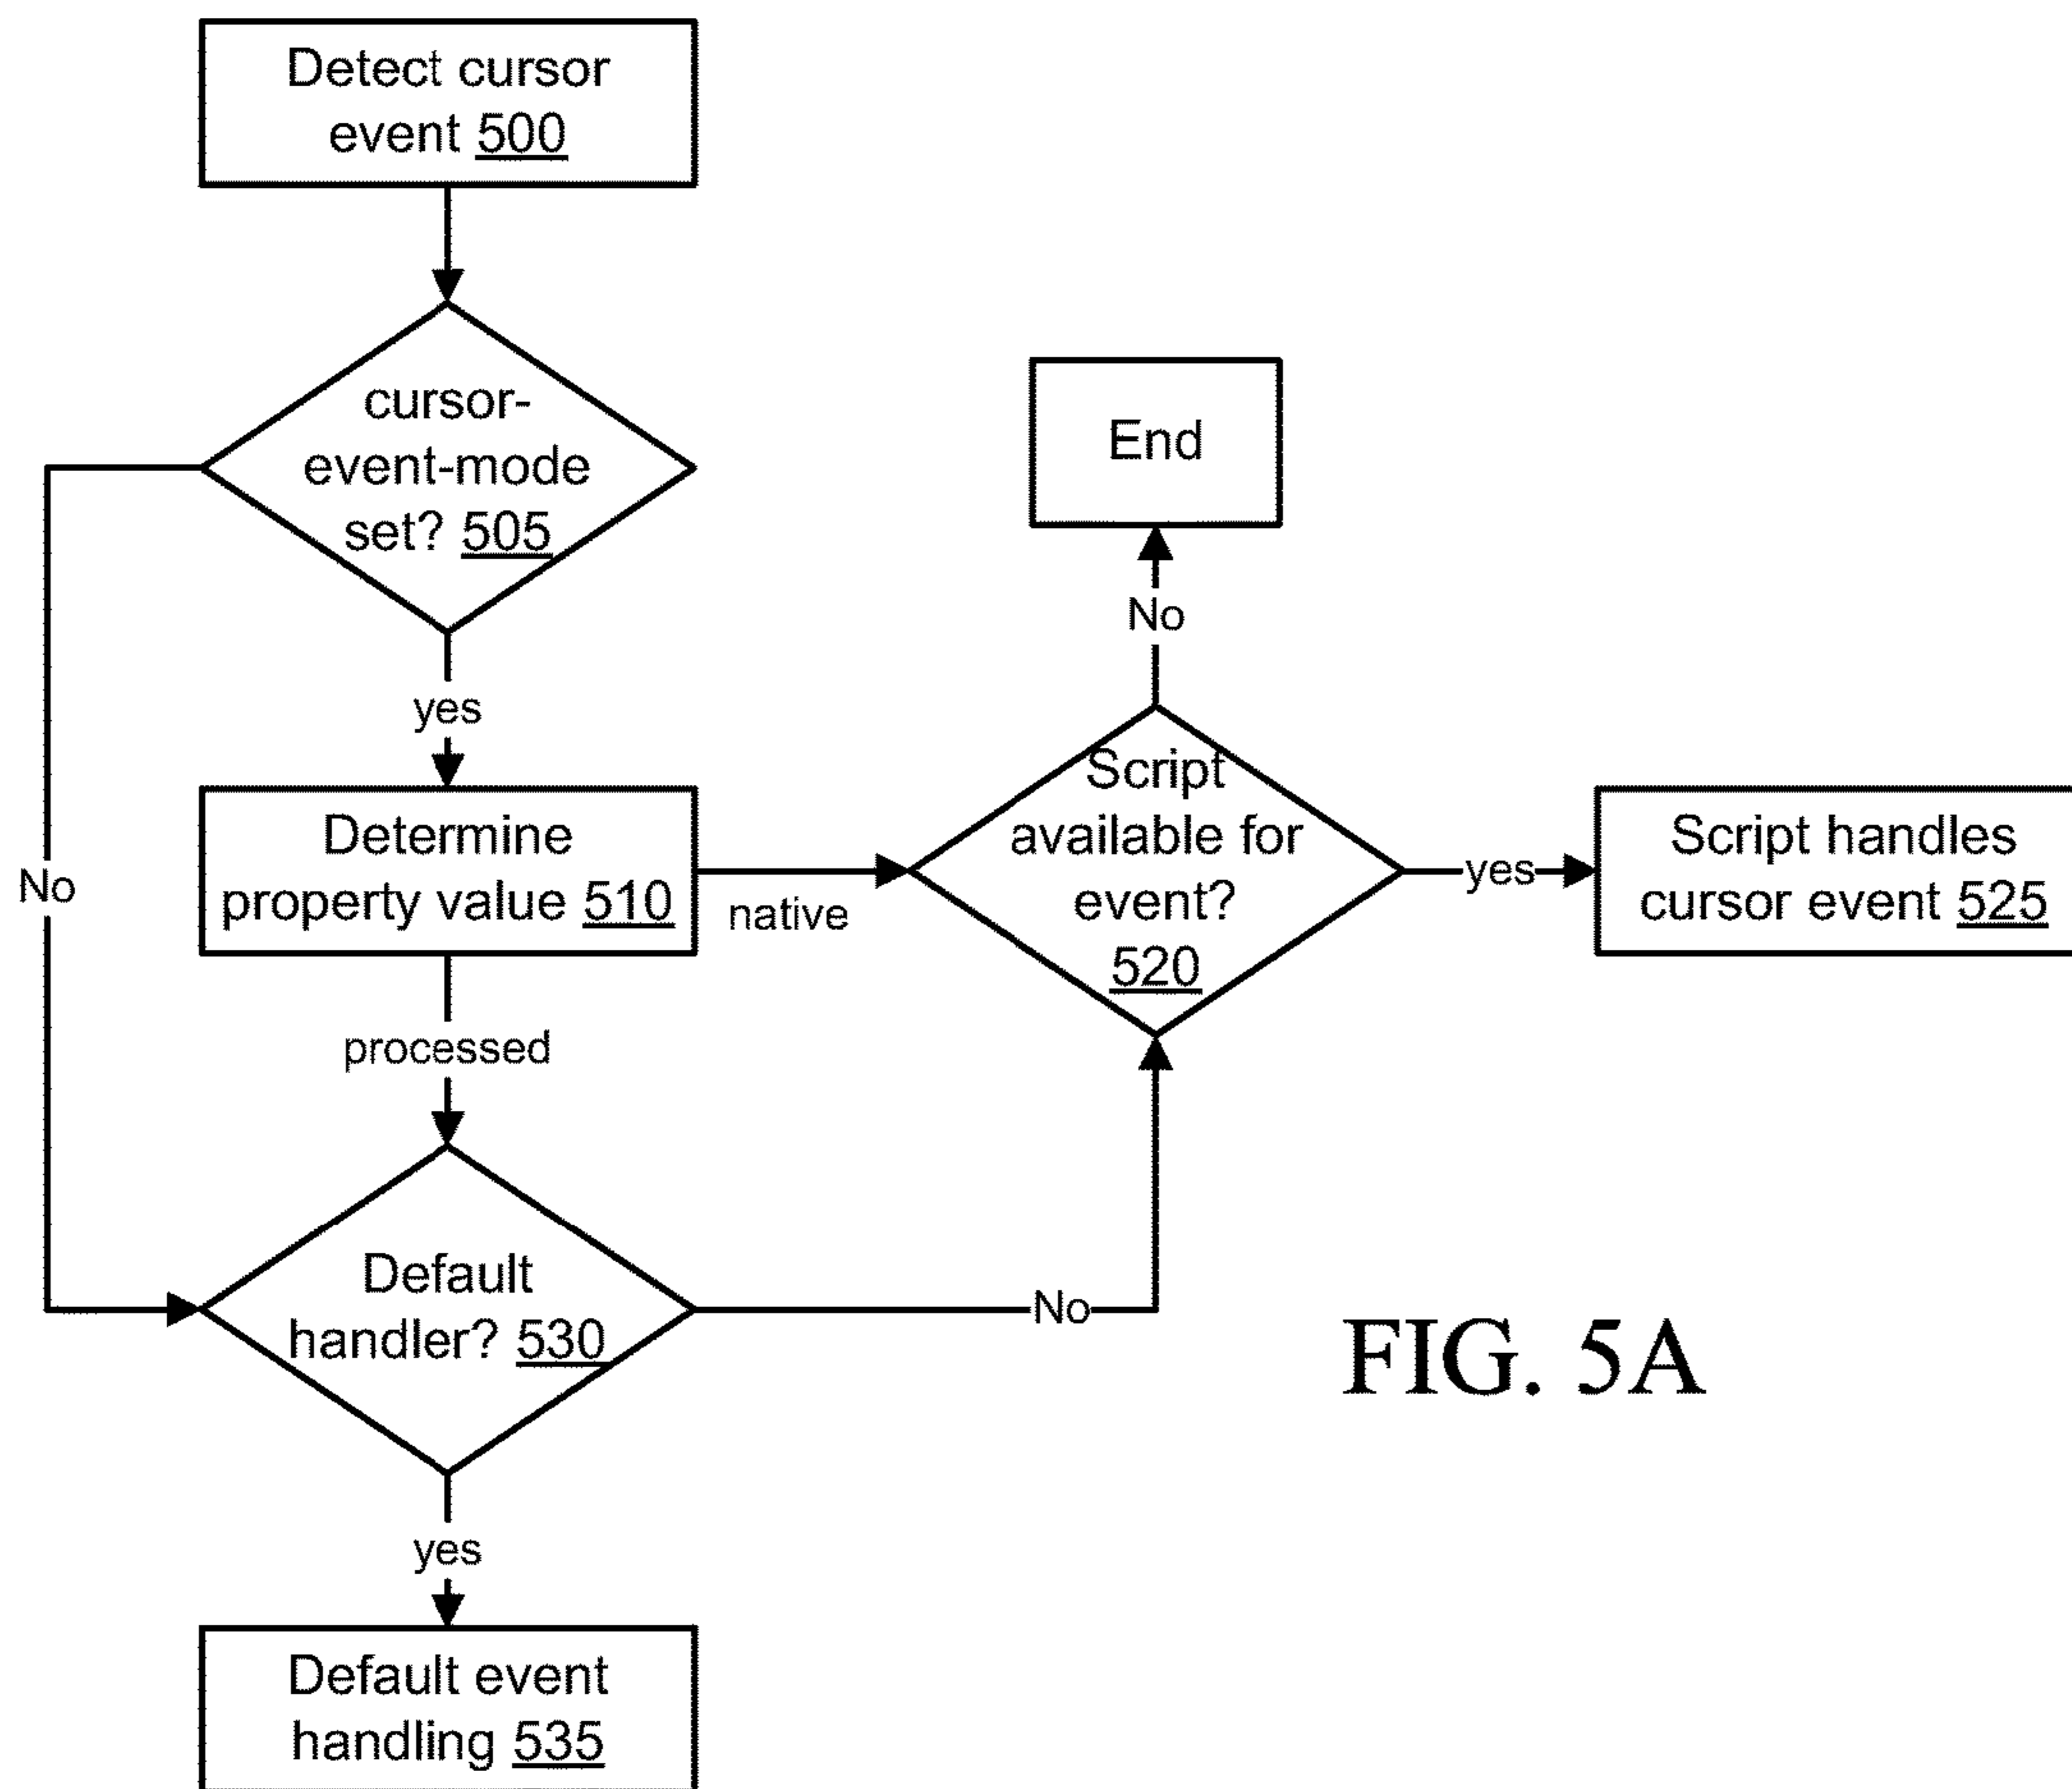 Detect cursor
event 500
cursor-
event-mode
set? 505
End
No
yes
Script
available for
event?
520
Determine
property value 510
native
yes
Script handles
cursor event 525
No
processed
Default
handler? 530
No
FIG. 5A
yes
Default event
handling 535